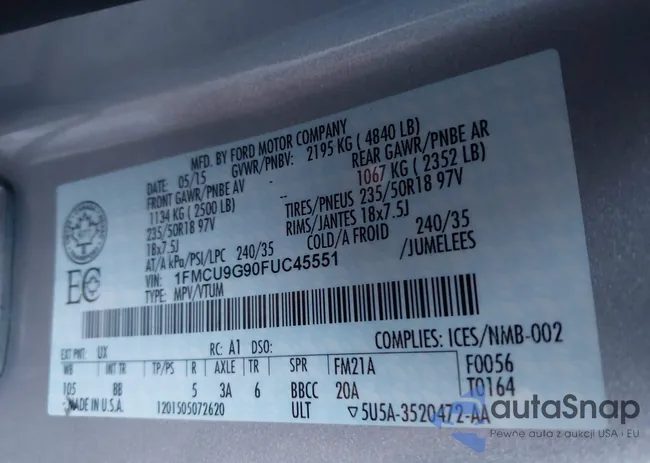 MFD. BY FORD MOTOR COMPANY
DATE: 05/15 GVWR/PNBV: 2195 KG ( 4840 LB)
FRONT GAWR/PNBE AV -- REAR GAWR/PNBE AR
1134 KG ( 2500 LB) 1067 KG ( 2352 LB)
235/50R18 97V -- TIRES/PNEUS 235/50R18 97V
18x7.5J RIMS/JANTES 18x7.5J
AT/A kPa/PSI/LPC 240/35 COLD/A FROID 240/35
VIN: 1FMCU9G90FUC45551 /JUMELEES
TYPE: MPV/VTUM
EC
COMPLIES: ICES/NMB-002
EXT PNT: UX RC: A1 DSO:
WB INT TR TP/PS R AXLE TR SPR FM21A F0056
105 BB 5 3A 6 BBCC 20A T0164
MADE IN U.S.A. 1201505072620 ULT ▽5U5A-3520472-AA
autaSnap
Pewne auta z aukcji USA i EU